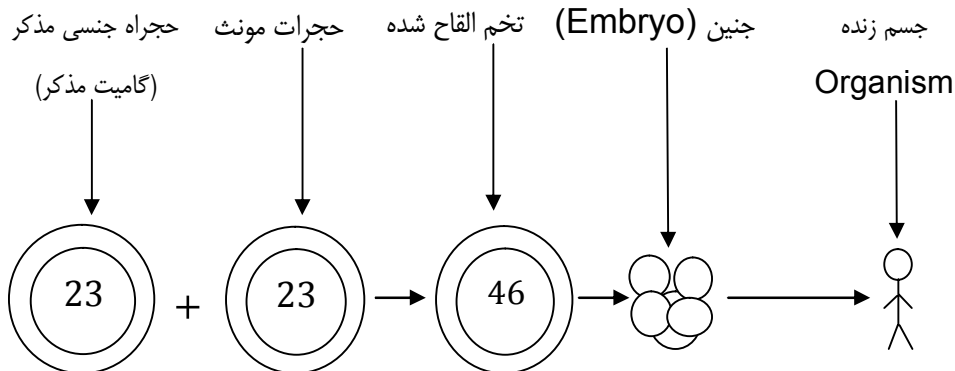 حجراه جنسی مذکر
(گامیت مذکر)
حجرات مونث
تخم القاح شده
جنین (Embryo)
جسم زنده
Organism
23
+
23
46